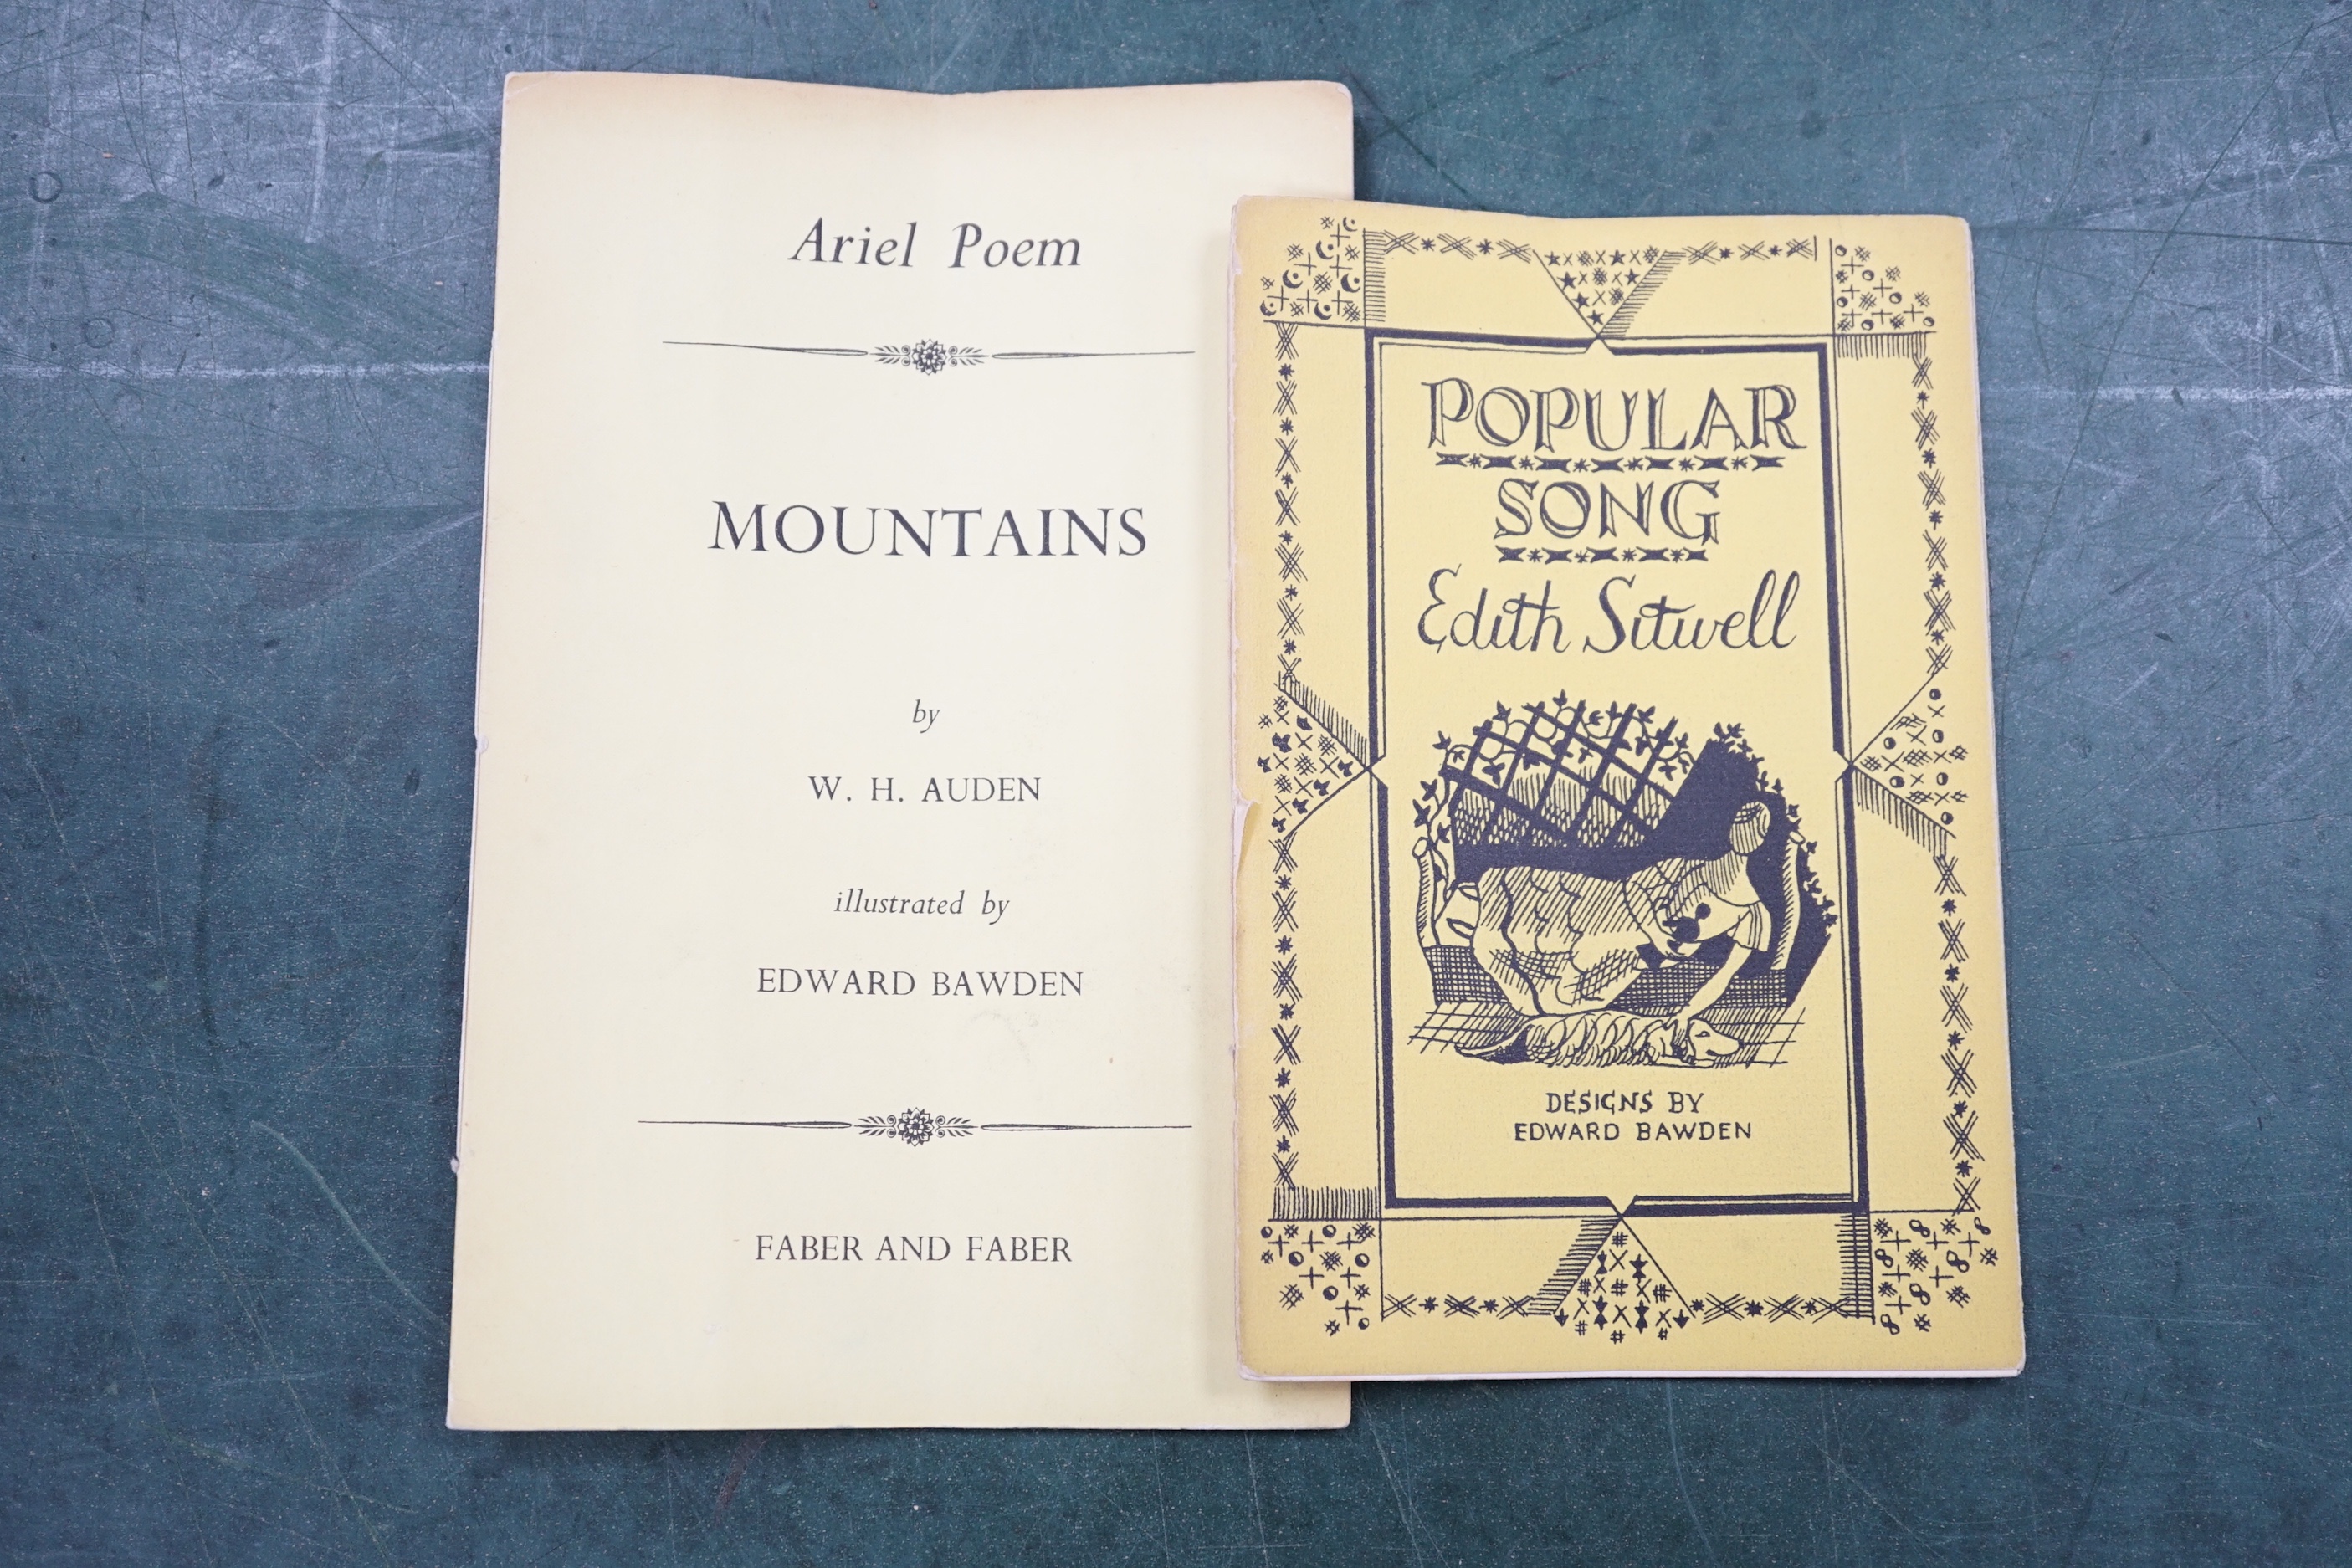 Ariel Poem
MOUNTAINS
by
W. H. AUDEN
illustrated by
EDWARD BAWDEN
FABER AND FABER
POPULAR
SONG
Edith Sitwell
DESIGNS BY
EDWARD BAWDEN